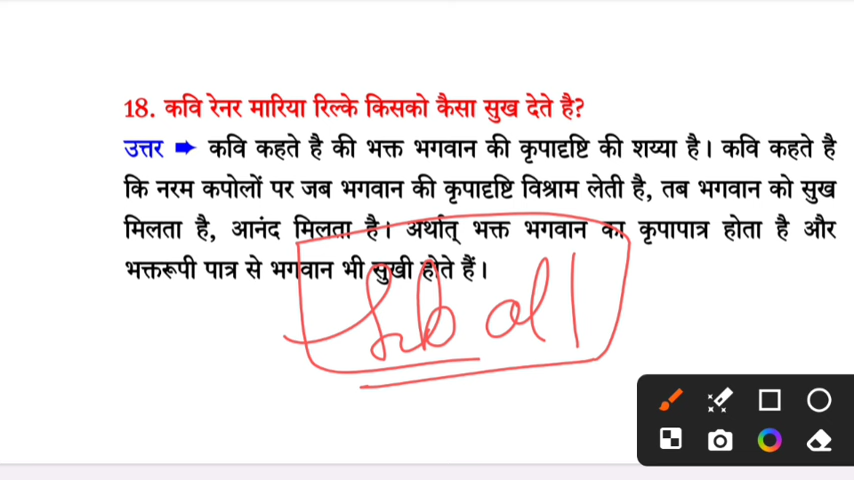 18. कवि रेनर मारिया रिल्के किसको कैसा सुख देते है?
उत्तर ➨ कवि कहते है की भक्त भगवान की कृपादृष्टि की शय्या है। कवि कहते है
कि नरम कपोलों पर जब भगवान की कृपादृष्टि विश्राम लेती है, तब भगवान को सुख
मिलता है, आनंद मिलता है। अर्थात् भक्त भगवान का कृपापात्र होता है और
भक्तरूपी पात्र से भगवान भी सुखी होते हैं।